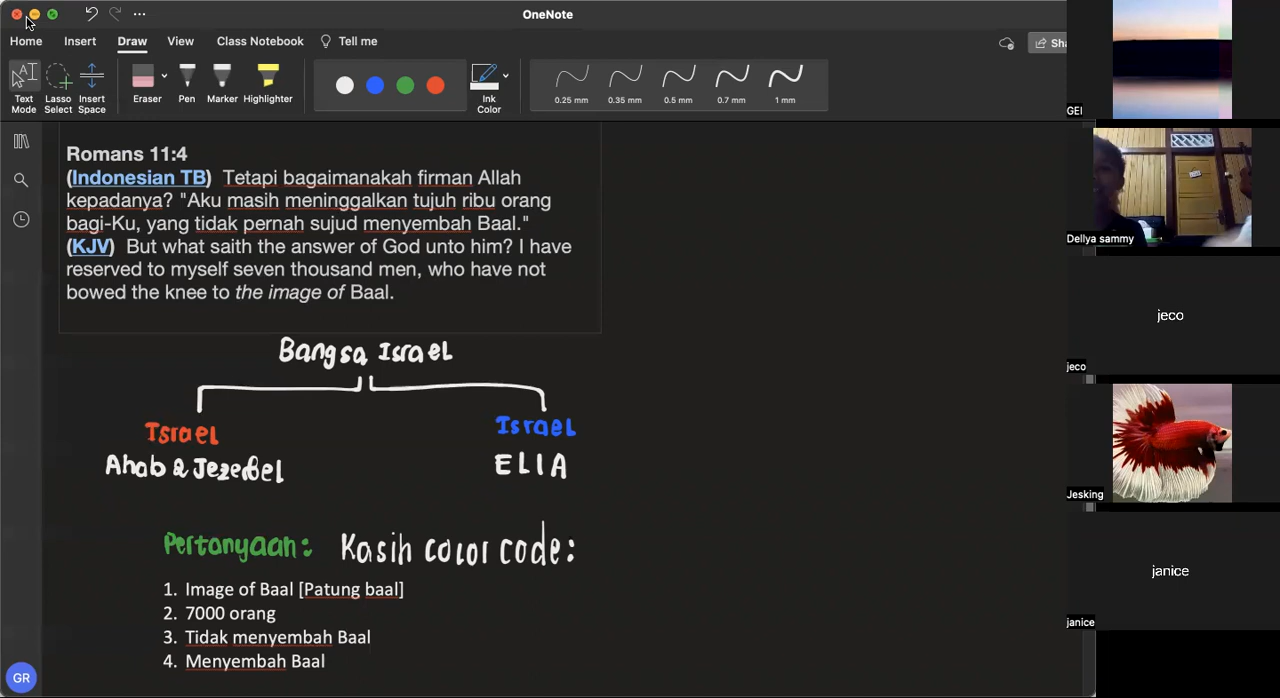 OneNote
Home Insert Draw View Class Notebook Tell me
Text Mode
Lasso Select
Insert Space
Eraser
Pen
Marker
Highlighter
Ink Color
0.25 mm
0.35 mm
0.5 mm
0.7 mm
1 mm
Romans 11:4
(Indonesian TB) Tetapi bagaimanakah firman Allah
kepadanya? "Aku masih meninggalkan tujuh ribu orang
bagi-Ku, yang tidak pernah sujud menyembah Baal."
(KJV) But what saith the answer of God unto him? I have
reserved to myself seven thousand men, who have not
bowed the knee to the image of Baal.
Bangsa Israel
Israel Israel
Ahab & Jezebel ELIA
Pertanyaan: Kasih color code:
1. Image of Baal [Patung baal]
2. 7000 orang
3. Tidak menyembah Baal
4. Menyembah Baal
GR
GEI
Dellya sammy
jeco
jeco
Jesking
janice
janice